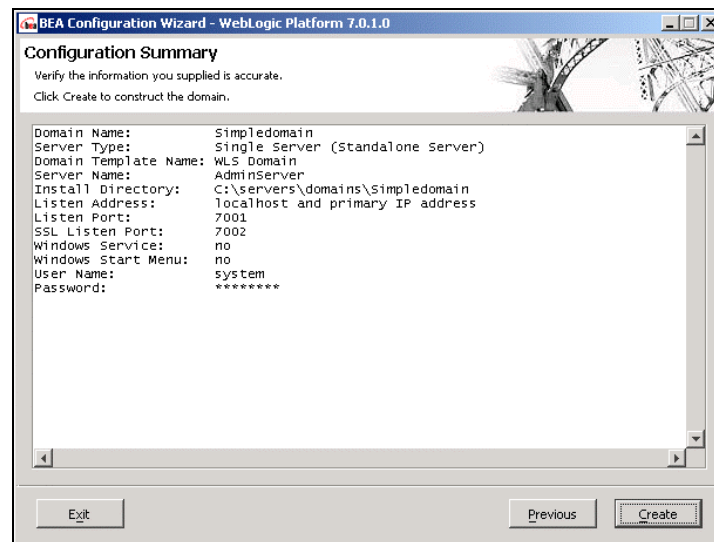 BEA Configuration Wizard - WebLogic Platform 7.0.1.0
Configuration Summary
Verify the information you supplied is accurate.
Click Create to construct the domain.
Domain Name: Simpledomain
Server Type: Single Server (Standalone Server)
Domain Template Name: WLS Domain
Server Name: AdminServer
Install Directory: C:\servers\domains\Simpledomain
Listen Address: localhost and primary IP address
Listen Port: 7001
SSL Listen Port: 7002
Windows Service: no
Windows Start Menu: no
User Name: system
Password: ********
Exit Previous Create